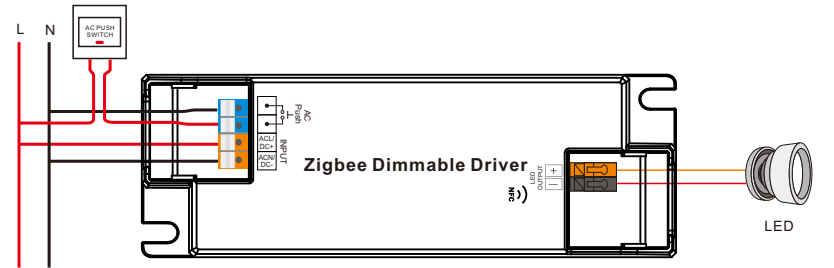 L
N
AC PUSH
SWITCH
AC
Push
ACL/
DC+
ACN/
DC-
INPUT
Zigbee Dimmable Driver
LED
OUTPUT
+
—
NFC
LED